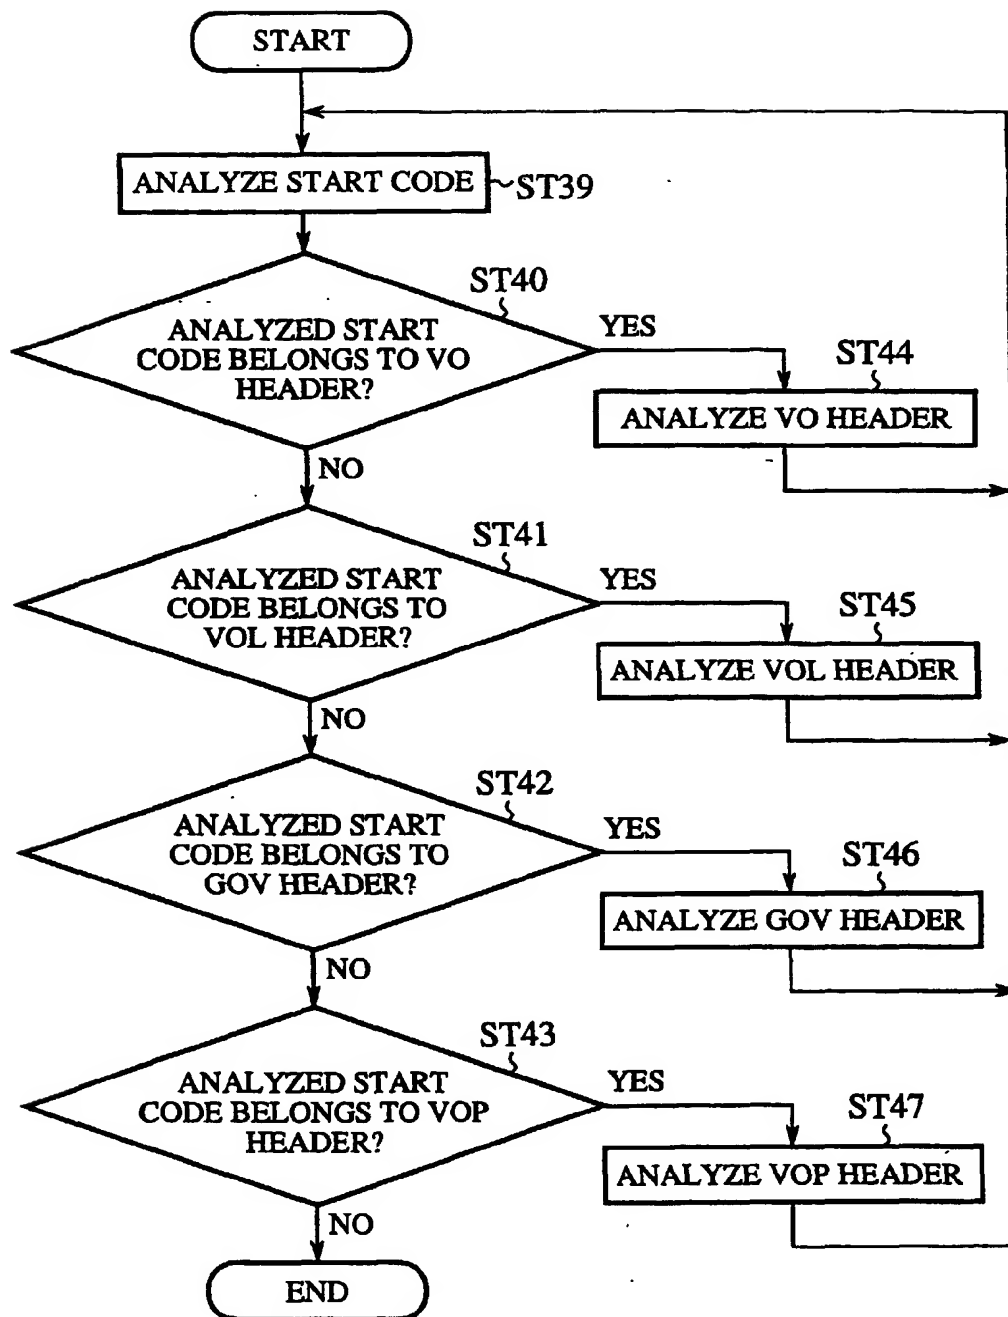 START
ANALYZE START CODE
ST39
ST40
ANALYZED START
CODE BELONGS TO VO
HEADER?
YES
ST44
ANALYZE VO HEADER
NO
ST41
ANALYZED START
CODE BELONGS TO
VOL HEADER?
YES
ST45
ANALYZE VOL HEADER
NO
ST42
ANALYZED START
CODE BELONGS TO
GOV HEADER?
YES
ST46
ANALYZE GOV HEADER
NO
ST43
ANALYZED START
CODE BELONGS TO VOP
HEADER?
YES
ST47
ANALYZE VOP HEADER
NO
END